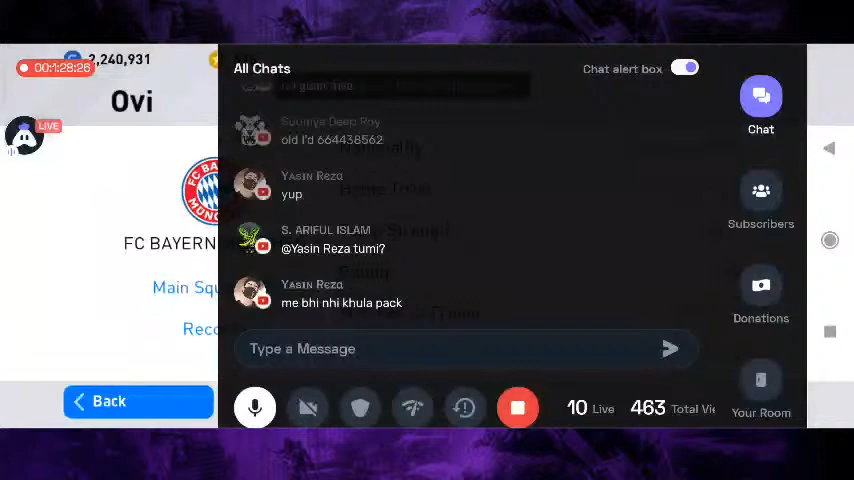 2,240,931
00:1:28:26
Ovi
LIVE
FC BAYERN
Main Squ
Reco
Back
All Chats
Chat alert box
Soumya Deep Roy
old I'd 664438562
Yasin Reza
yup
S. ARIFUL ISLAM
@Yasin Reza tumi?
Yasin Reza
me bhi nhi khula pack
Type a Message
10 Live
463 Total Vie
Chat
Subscribers
Donations
Your Room
Nationality